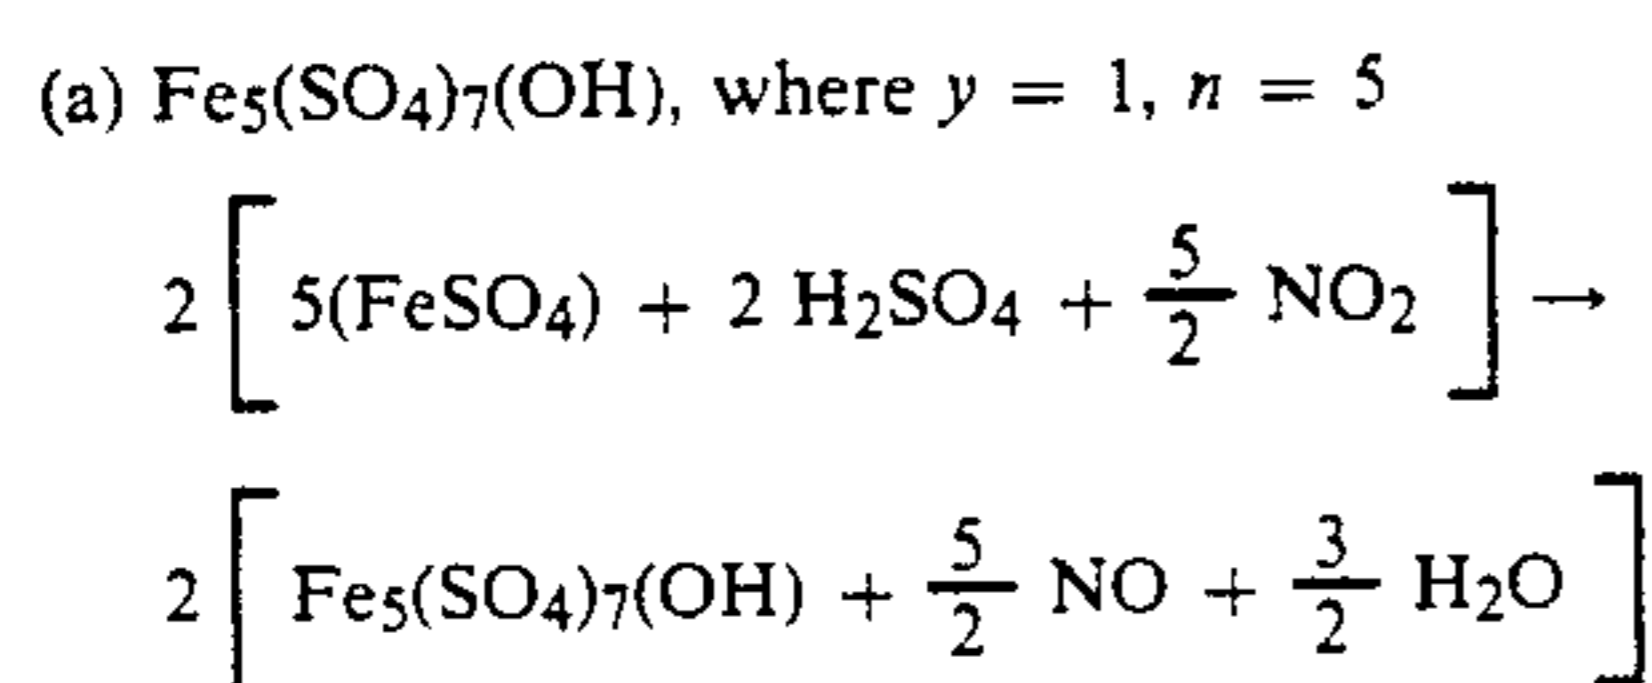 (a) Fe5(SO4)7(OH), where y = 1, n = 5
2 [ 5(FeSO4) + 2 H2SO4 + 5/2 NO2 ] →
2 [ Fe5(SO4)7(OH) + 5/2 NO + 3/2 H2O ]